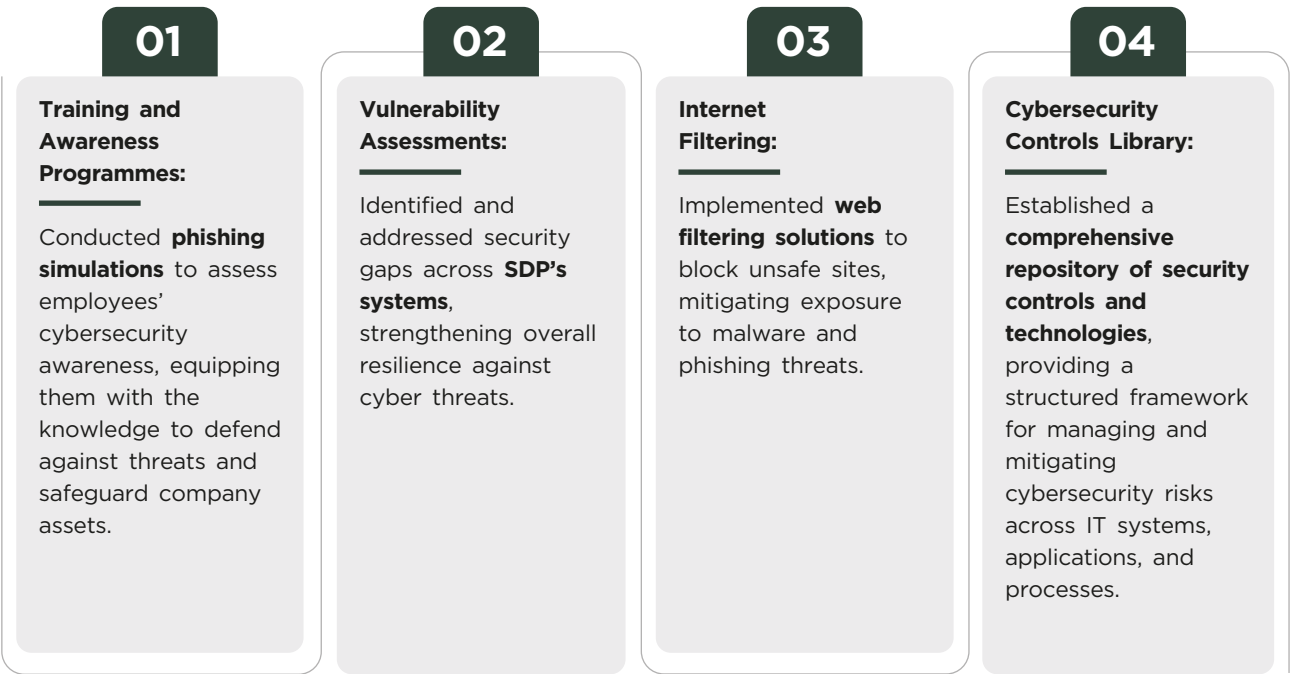 01
Training and
Awareness
Programmes:
Conducted phishing
simulations to assess
employees’
cybersecurity
awareness, equipping
them with the
knowledge to defend
against threats and
safeguard company
assets.
02
Vulnerability
Assessments:
Identified and
addressed security
gaps across SDP’s
systems,
strengthening overall
resilience against
cyber threats.
03
Internet
Filtering:
Implemented web
filtering solutions to
block unsafe sites,
mitigating exposure
to malware and
phishing threats.
04
Cybersecurity
Controls Library:
Established a
comprehensive
repository of security
controls and
technologies,
providing a
structured framework
for managing and
mitigating
cybersecurity risks
across IT systems,
applications, and
processes.